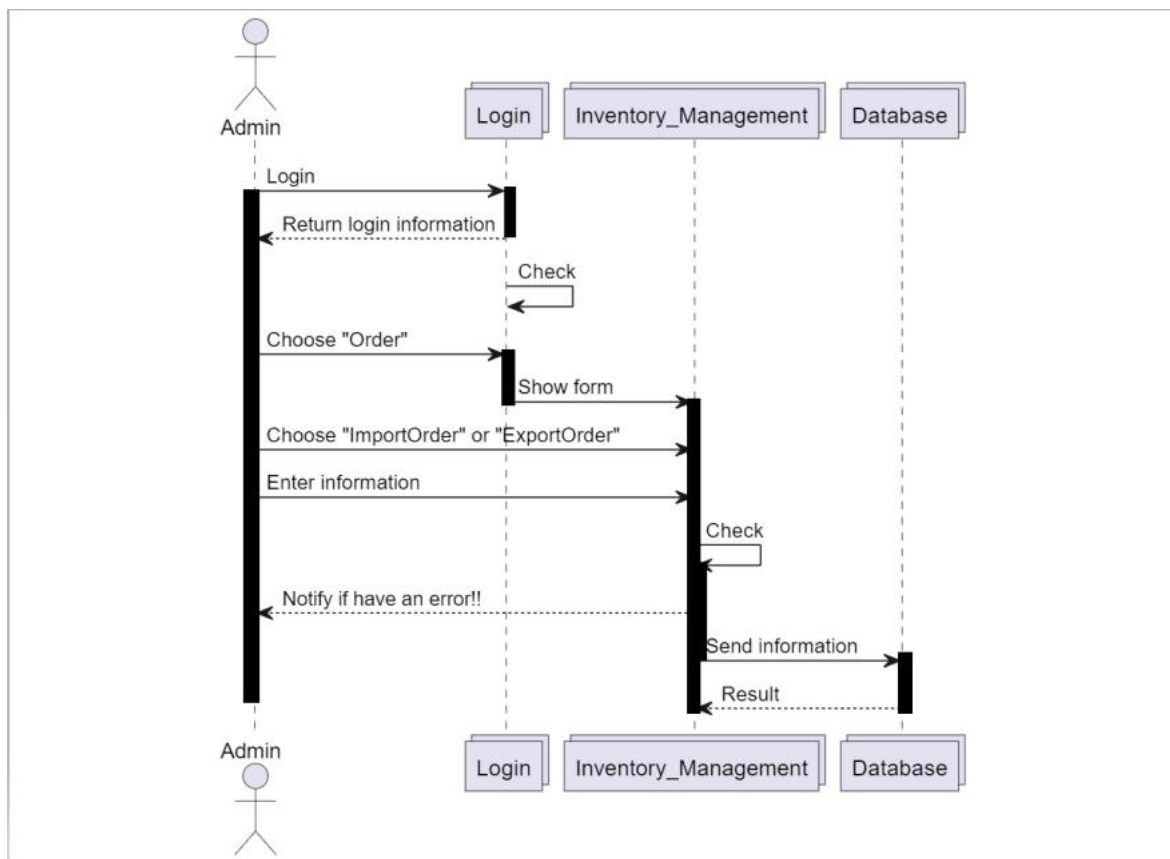 Admin
Login
Inventory_Management
Database
Login
Return login information
Check
Choose "Order"
Show form
Choose "ImportOrder" or "ExportOrder"
Enter information
Check
Notify if have an error!!
Send information
Result
Admin
Login
Inventory_Management
Database